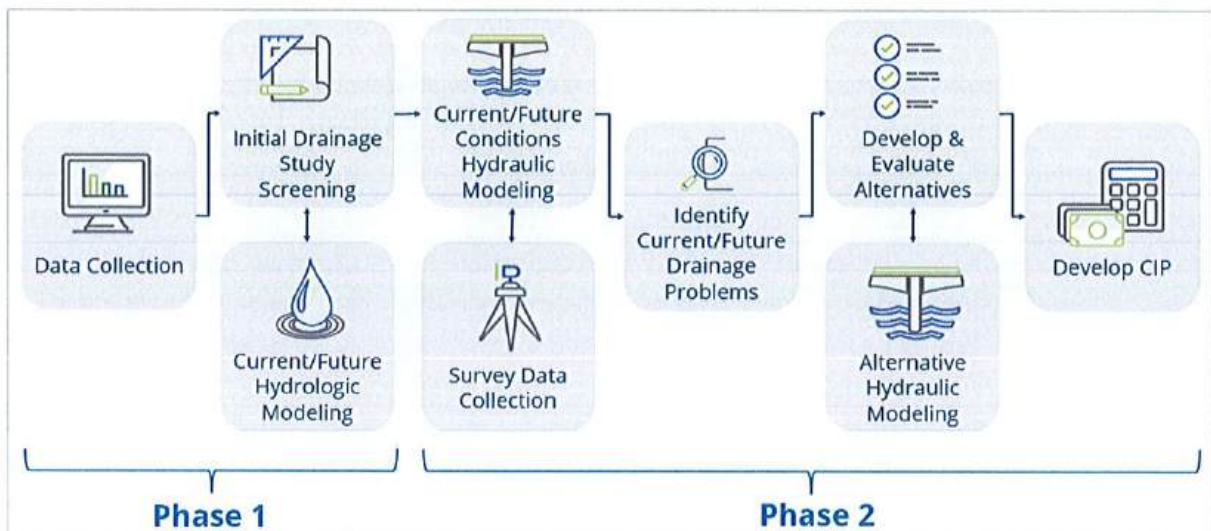 Data Collection
Initial Drainage
Study
Screening
Current/Future
Hydrologic
Modeling
Current/Future
Conditions
Hydraulic
Modeling
Survey Data
Collection
Identify
Current/Future
Drainage
Problems
Develop &
Evaluate
Alternatives
Alternative
Hydraulic
Modeling
Develop CIP
Phase 1
Phase 2